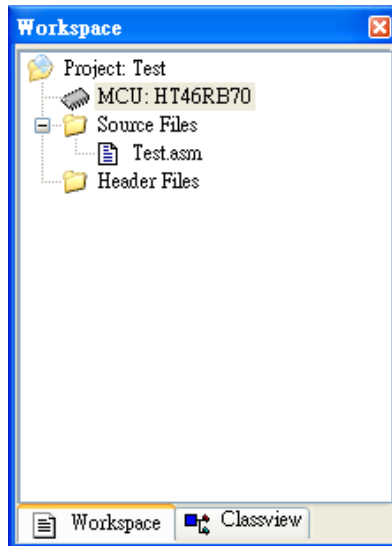 Workspace
Project: Test
MCU: HT46RB70
Source Files
Test.asm
Header Files
Workspace
Classview